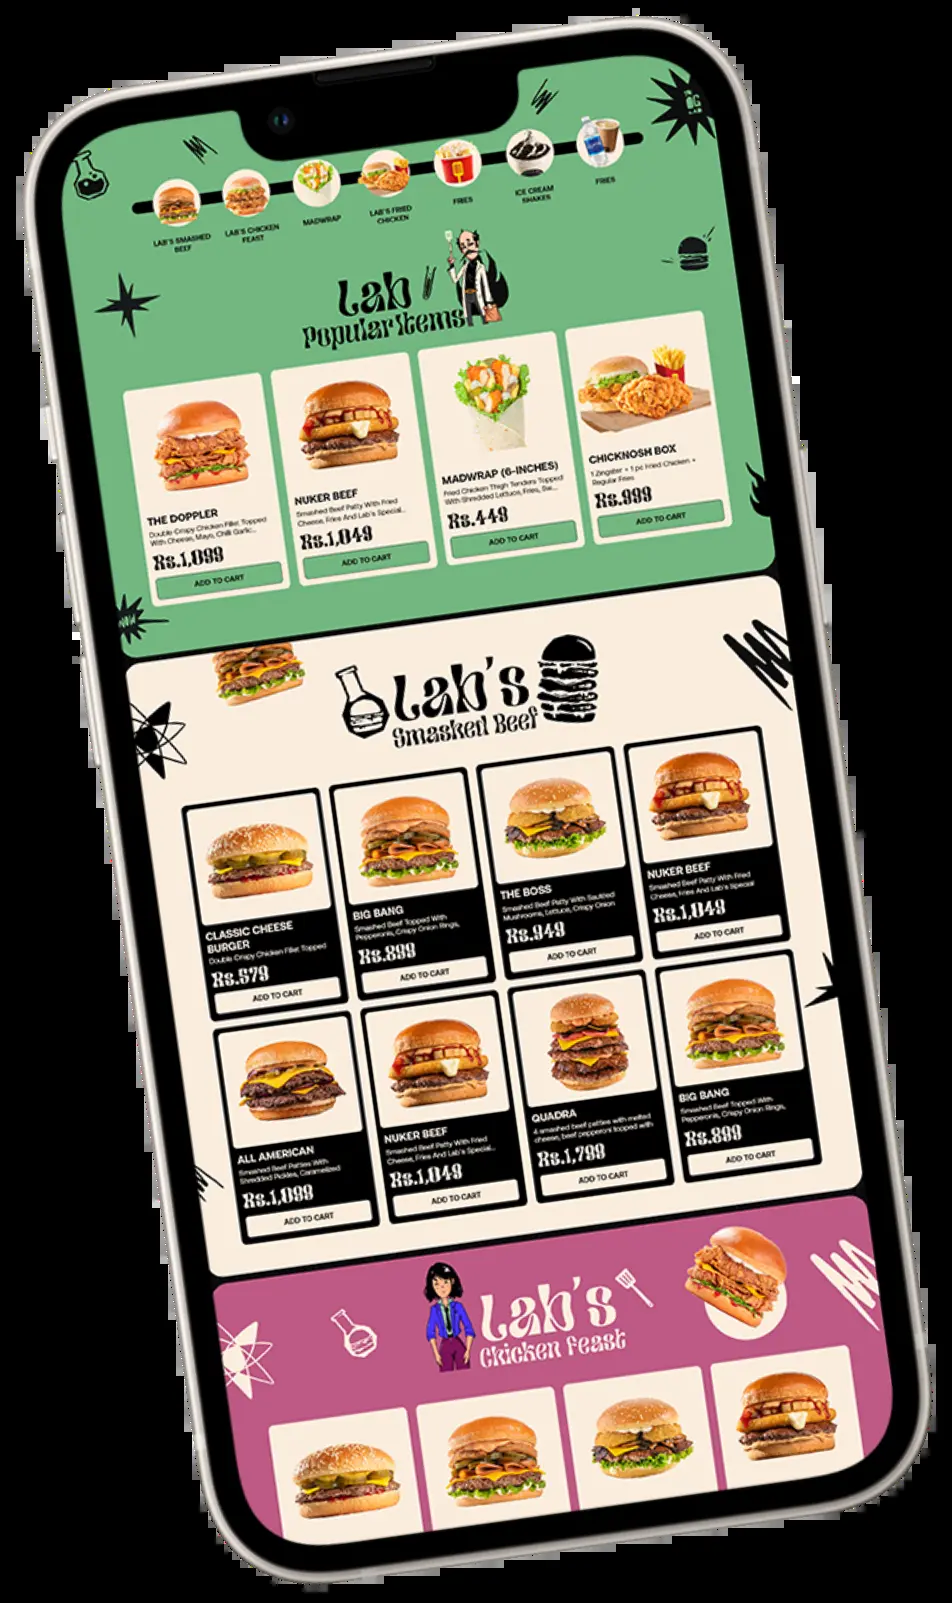 LAB'S SMASHED
BEEF
LAB'S CHICKEN
FEAST
MADWRAP
LAB'S FRIED
CHICKEN
FRIES
ICE CREAM
SHAKES
FRIES
Lab
Popular Items
THE DOPPLER
Double Crispy Chicken Fillet Topped
With Cheese, Mayo, Chilli Garlic...
Rs.1,099
ADD TO CART
NUKER BEEF
Smashed Beef Patty With Fried
Cheese, Fries And Lab's Special...
Rs.1,049
ADD TO CART
MADWRAP (6-INCHES)
Fried Chicken Thigh Tenders Topped
With Shredded Lettuce, Fries,
Rs.449
ADD TO CART
CHICKNOSH BOX
1 Zingster + 1 pc Fried Chicken +
Regular Fries
Rs.999
ADD TO CART
Lab's
Smashed Beef
CLASSIC CHEESE
BURGER
Double Crispy Chicken Fillet Topped
Rs.579
ADD TO CART
BIG BANG
Smashed Beef Topped With
Pepperonis, Crispy Onion Rings,
Rs.899
ADD TO CART
THE BOSS
Smashed Beef Patty With Sautéed
Mushrooms, Lettuce, Crispy Onion
Rs.949
ADD TO CART
NUKER BEEF
Smashed Beef Patty With Fried
Cheese, Fries And Lab's Special
Rs.1,049
ADD TO CART
ALL AMERICAN
Smashed Beef Patties With
Shredded Pickles, Caramelized
Rs.1,099
ADD TO CART
NUKER BEEF
Smashed Beef Patty With Fried
Cheese, Fries And Lab's Special...
Rs.1,049
ADD TO CART
QUADRA
4 smashed beef patties with melted
cheese, beef pepperoni topped with
Rs.1,799
ADD TO CART
BIG BANG
Smashed Beef Topped With
Pepperonis, Crispy Onion Rings,
Rs.899
ADD TO CART
Lab's
Chicken Feast